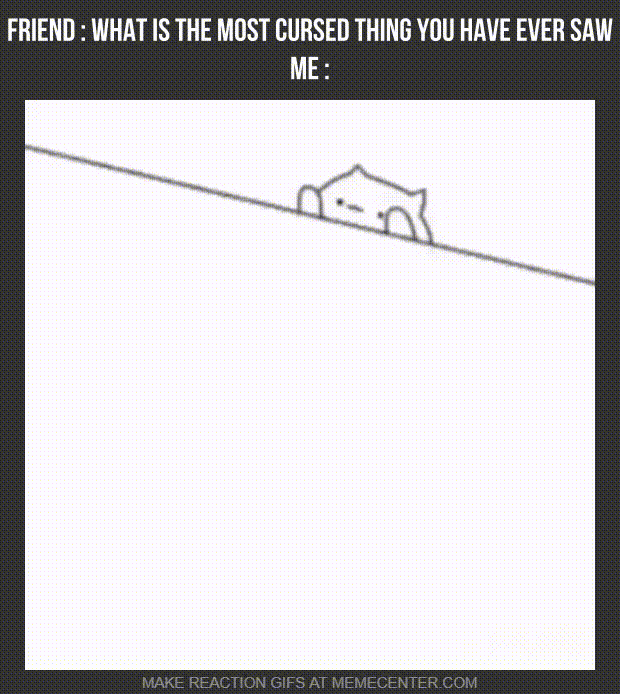 FRIEND : WHAT IS THE MOST CURSED THING YOU HAVE EVER SAW
ME :
MAKE REACTION GIFS AT MEMECENTER.COM